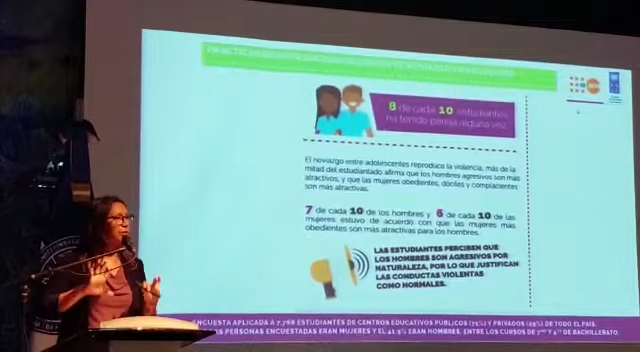 8 de cada 10 estudiantes
ha tenido pareja alguna vez.
El noviazgo entre adolescentes reproduce la violencia, más de la
mitad del estudiantado afirma que los hombres agresivos son más
atractivos, y que las mujeres obedientes, dóciles y complacientes
son más atractivas.
7 de cada 10 de los hombres y 6 de cada 10 de las
mujeres estuvo de acuerdo con que las mujeres más
obedientes son más atractivas para los hombres.
LAS ESTUDIANTES PERCIBEN QUE
LOS HOMBRES SON AGRESIVOS POR
NATURALEZA, POR LO QUE JUSTIFICAN
LAS CONDUCTAS VIOLENTAS
COMO NORMALES.
ENCUESTA APLICADA A 7,768 ESTUDIANTES DE CENTROS EDUCATIVOS PÚBLICOS (71%) Y PRIVADOS (29%) DE TODO EL PAÍS.
PERSONAS ENCUESTADAS ERAN MUJERES Y EL 41.9% ERAN HOMBRES, ENTRE LOS CURSOS DE 7mo Y 4to DE BACHILLERATO.